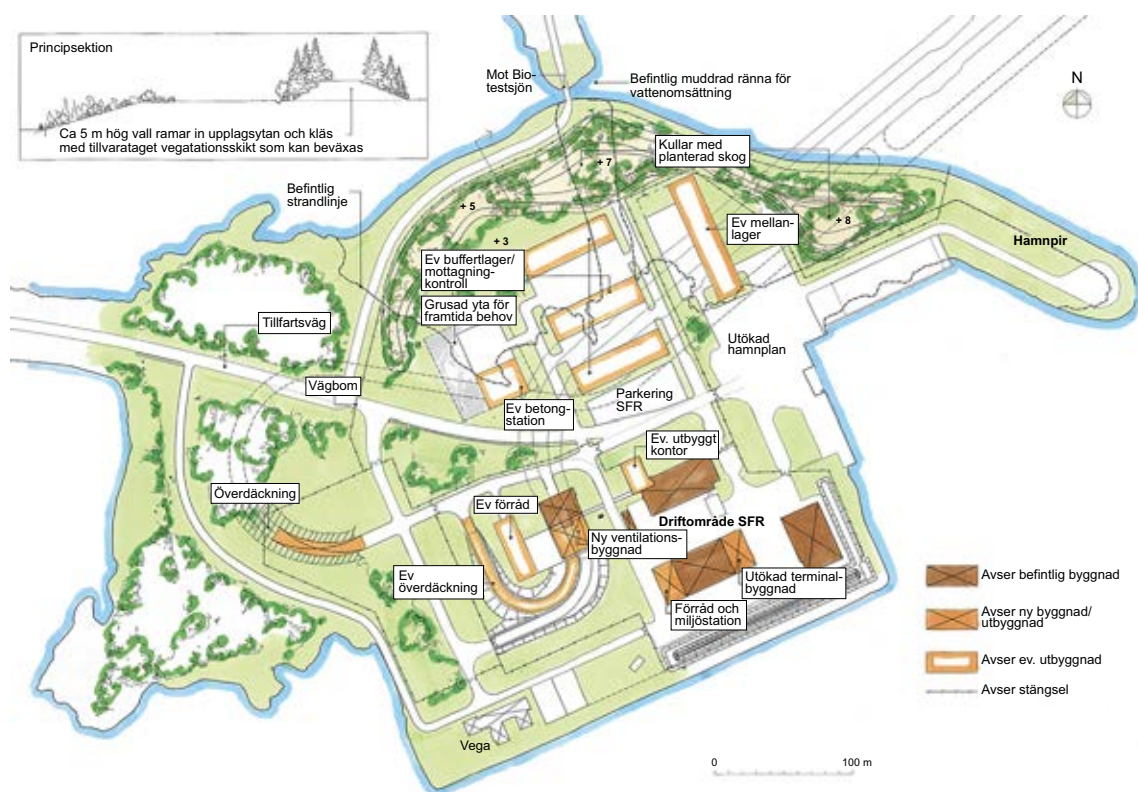 Principsektion
Ca 5 m hög vall ramar in upplagsytan och kläs
med tillvarataget vegatationsskikt som kan beväxas
Mot Bio-
testsjön
Befintlig muddrad ränna för
vattenomsättning
N
Kullar med
planterad skog
+ 7
Befintlig
strandlinje
+ 5
+ 8
+ 3
Ev mellan-
lager
Hamnpir
Ev buffertlager/
mottagning-
kontroll
Grusad yta för
framtida behov
Tillfartsväg
Utökad
hamnplan
Vägbom
Parkering
SFR
Ev betong-
station
Ev. utbyggt
kontor
Överdäckning
Ev förråd
Driftområde SFR
Ny ventilations-
byggnad
Ev
överdäckning
Utökad terminal-
byggnad
Förråd och
miljöstation
Avser befintlig byggnad
Avser ny byggnad/
utbyggnad
Avser ev. utbyggnad
Avser stängsel
Vega
0
100 m